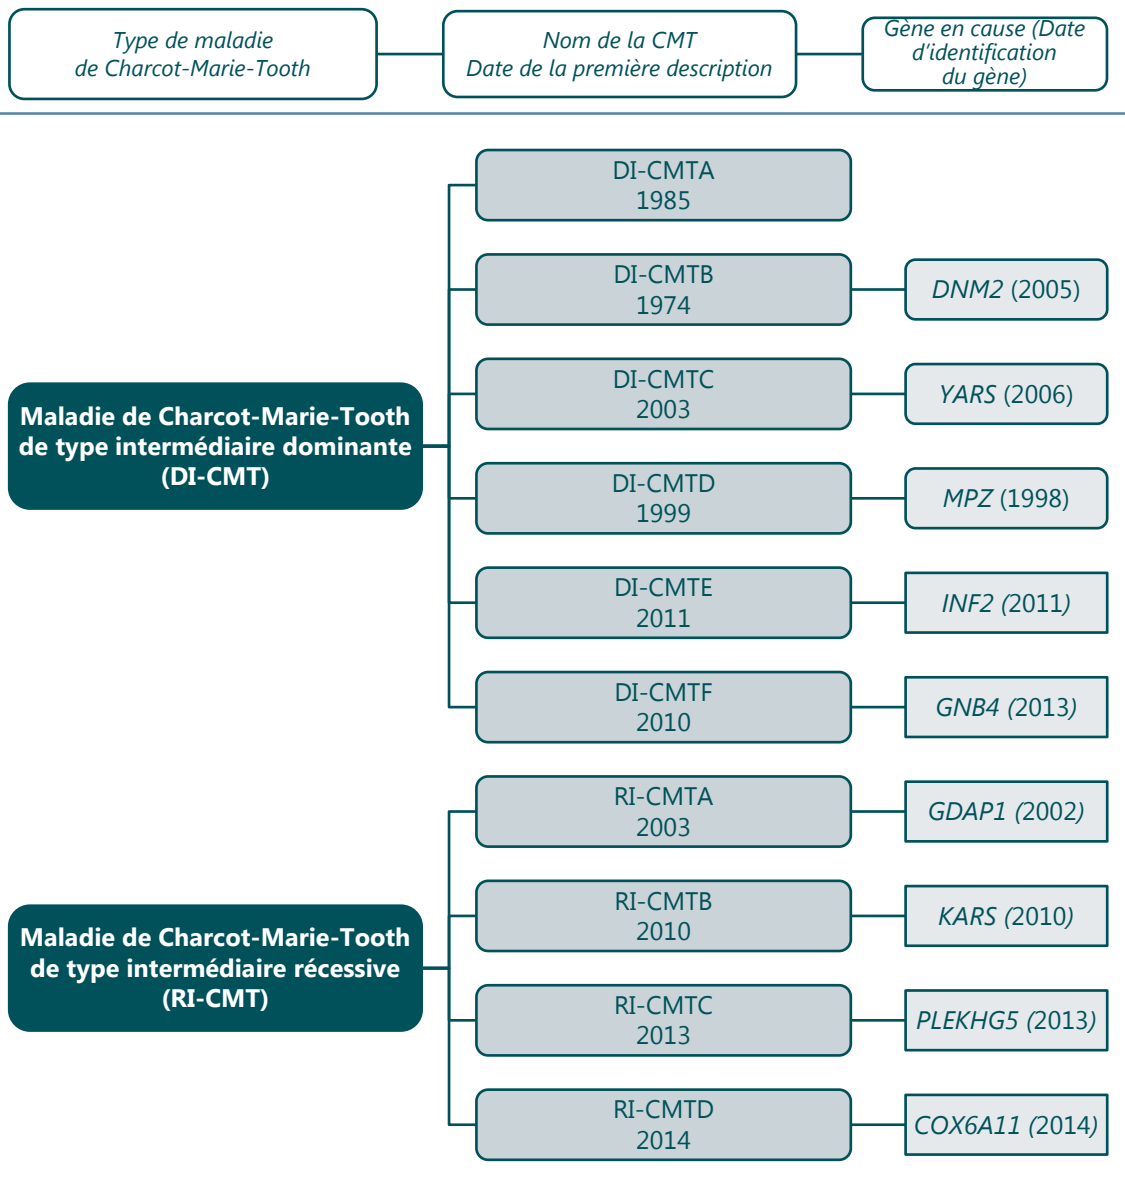 Type de maladie
de Charcot-Marie-Tooth
Nom de la CMT
Date de la première description
Gène en cause (Date
d'identification
du gène)
Maladie de Charcot-Marie-Tooth
de type intermédiaire dominante
(DI-CMT)
DI-CMTA
1985
DI-CMTB
1974
DNM2 (2005)
DI-CMTC
2003
YARS (2006)
DI-CMTD
1999
MPZ (1998)
DI-CMTE
2011
INF2 (2011)
DI-CMTF
2010
GNB4 (2013)
Maladie de Charcot-Marie-Tooth
de type intermédiaire récessive
(RI-CMT)
RI-CMTA
2003
GDAP1 (2002)
RI-CMTB
2010
KARS (2010)
RI-CMTC
2013
PLEKHG5 (2013)
RI-CMTD
2014
COX6A11 (2014)